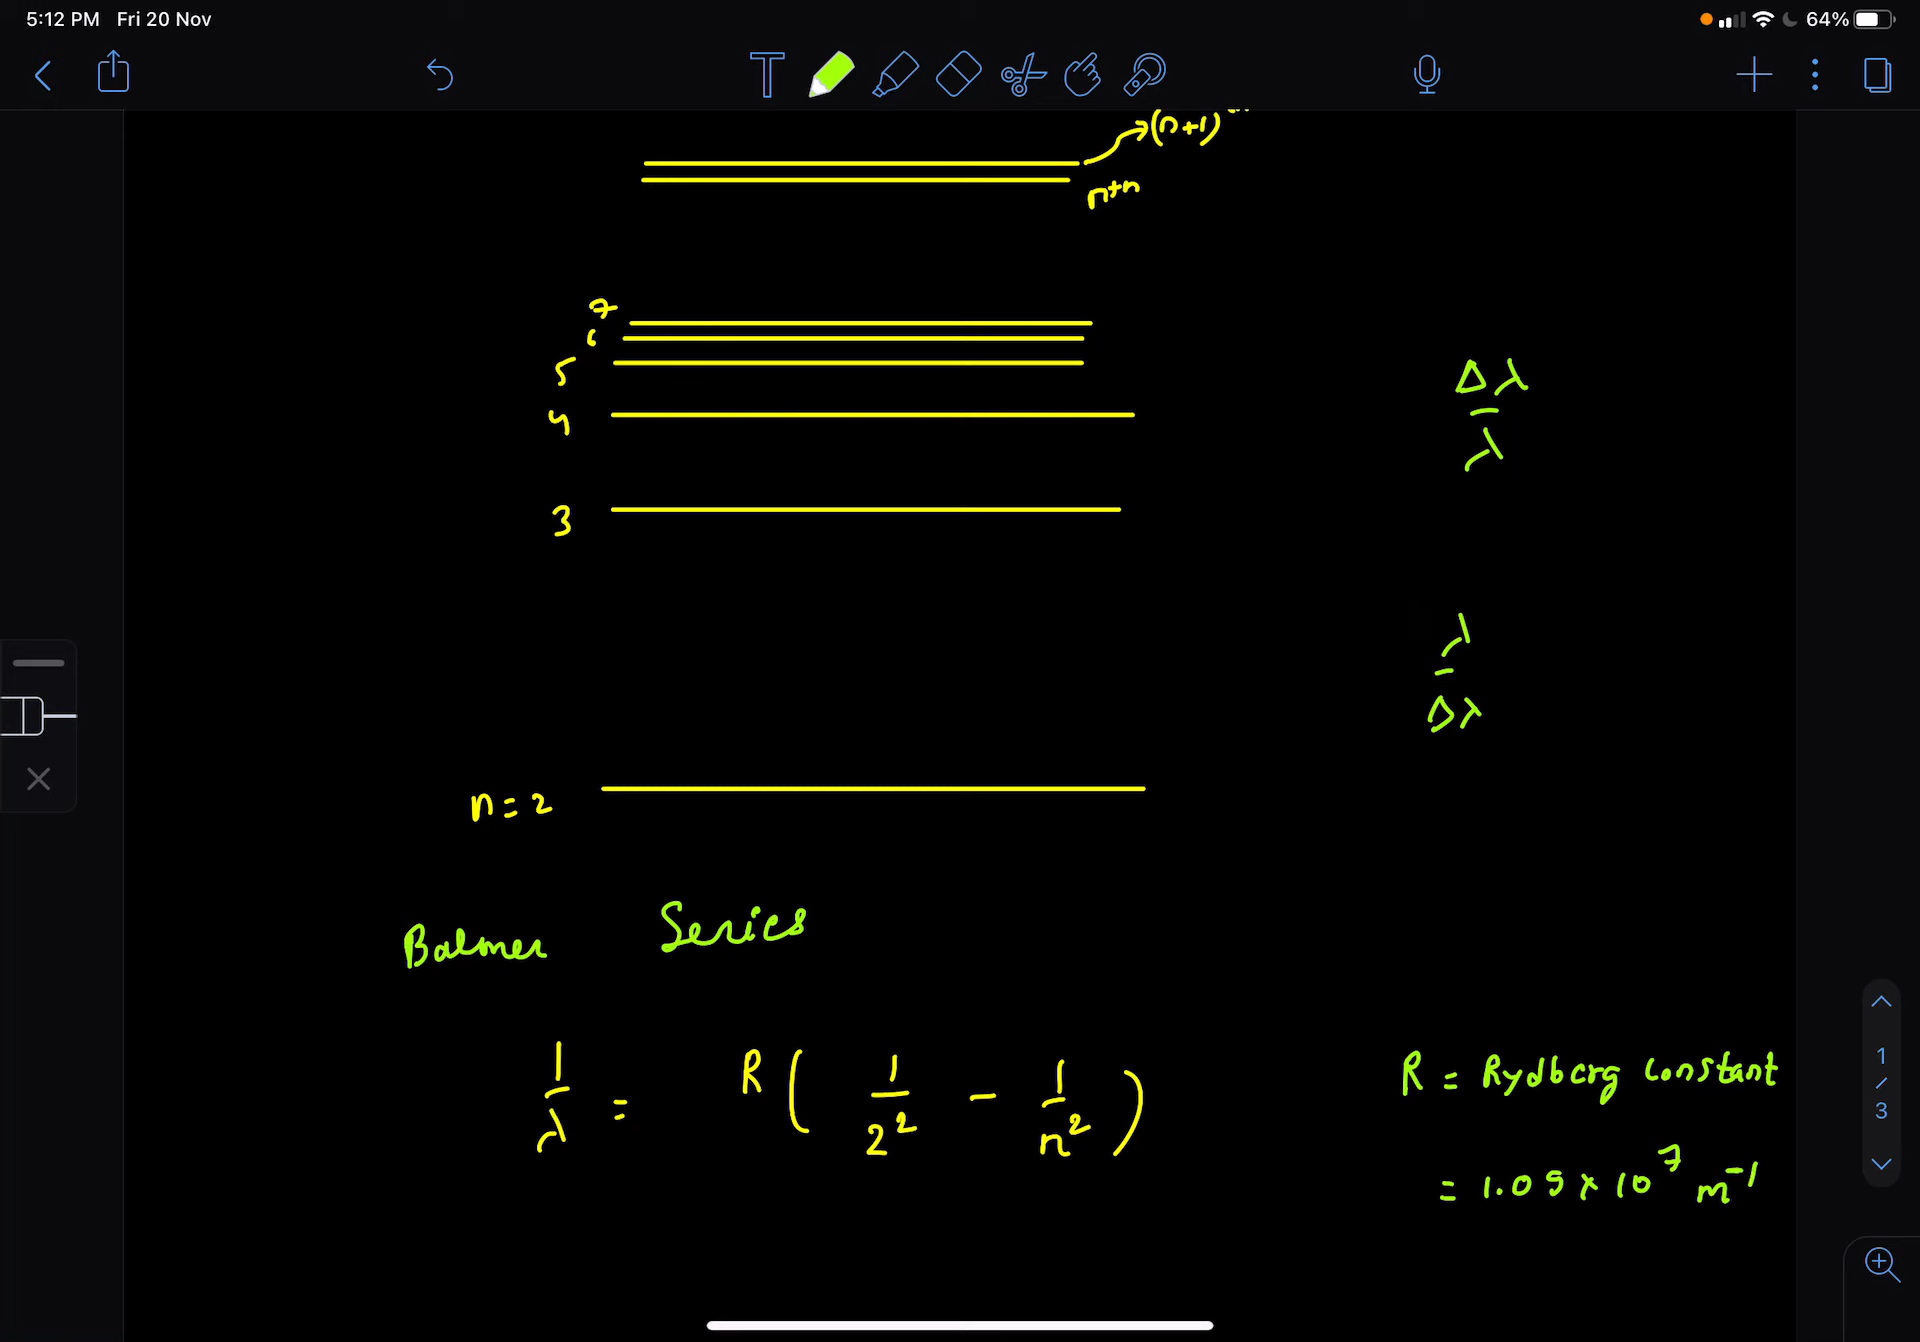 5:12 PM Fri 20 Nov 64%
T
(n+1)
n+n
7
6
5
4
3
Δλ
—
λ
λ
—
Δλ
n = 2
Balmer Series
1/λ = R ( 1/2² - 1/n² )
R = Rydberg Constant
= 1.09 × 10⁷ m⁻¹
1
/
3